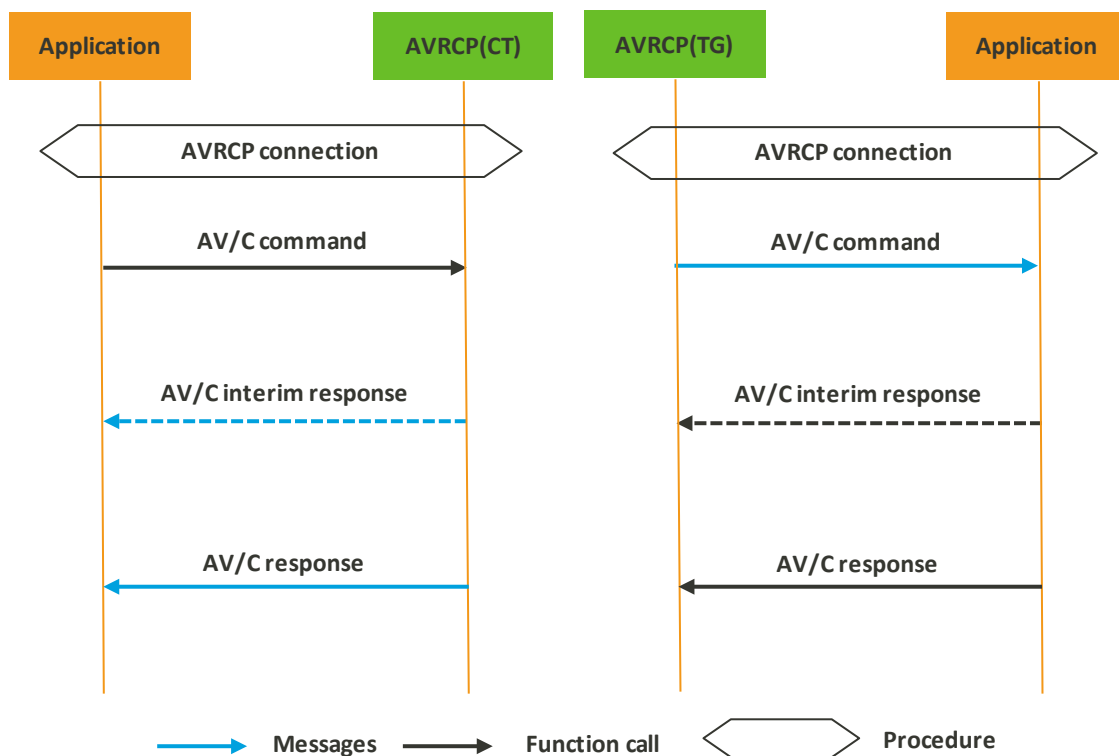 Application
AVRCP(CT)
AVRCP(TG)
Application
AVRCP connection
AVRCP connection
AV/C command
AV/C command
AV/C interim response
AV/C interim response
AV/C response
AV/C response
Messages
Function call
Procedure